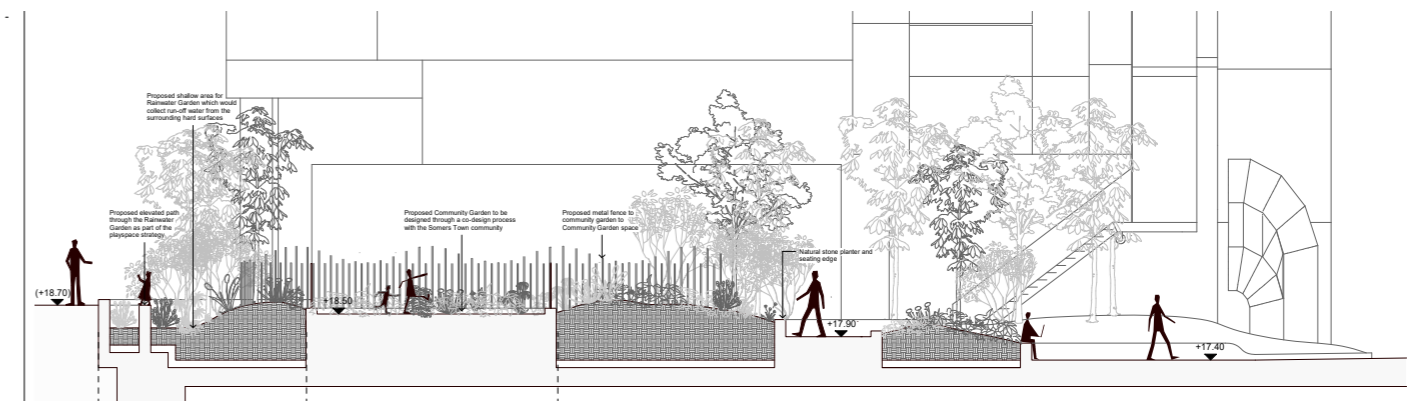 Proposed shallow area for
Rainwater Garden which would
collect run-off water from the
surrounding hard surfaces
Proposed elevated path
through the Rainwater
Garden as part of the
playspace strategy
Proposed Community Garden to be
designed through a co-design process
with the Somers Town community
Proposed metal fence to
community garden to
Community Garden space
Natural stone planter and
seating edge
(+18.70)
+18.50
+17.90
+17.40